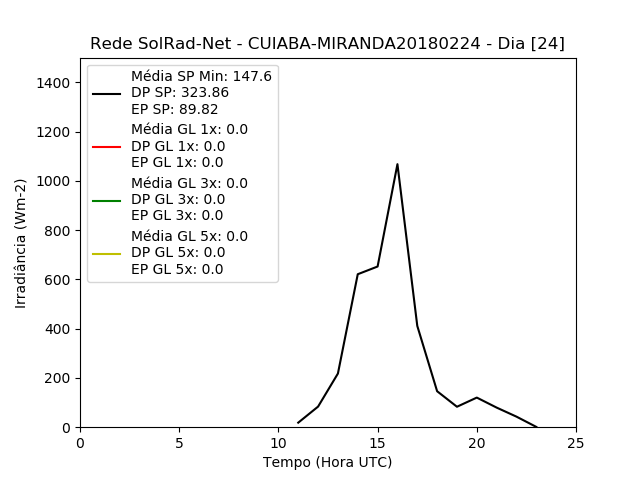 Rede SolRad-Net - CUIABA-MIRANDA20180224 - Dia [24]
Média SP Min: 147.6
DP SP: 323.86
EP SP: 89.82
Média GL 1x: 0.0
DP GL 1x: 0.0
EP GL 1x: 0.0
Média GL 3x: 0.0
DP GL 3x: 0.0
EP GL 3x: 0.0
Média GL 5x: 0.0
DP GL 5x: 0.0
EP GL 5x: 0.0
Irradiância (Wm-2)
1400
1200
1000
800
600
400
200
0
0 5 10 15 20 25
Tempo (Hora UTC)